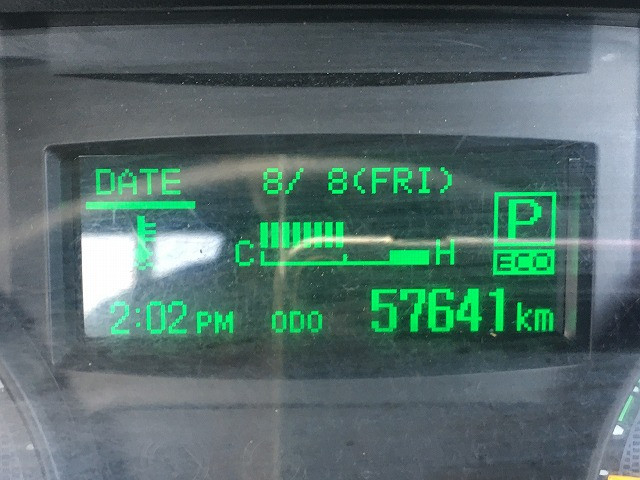 DATE 8/ 8(FRI)
P
C H ECO
2:02 PM ODO 57641 km